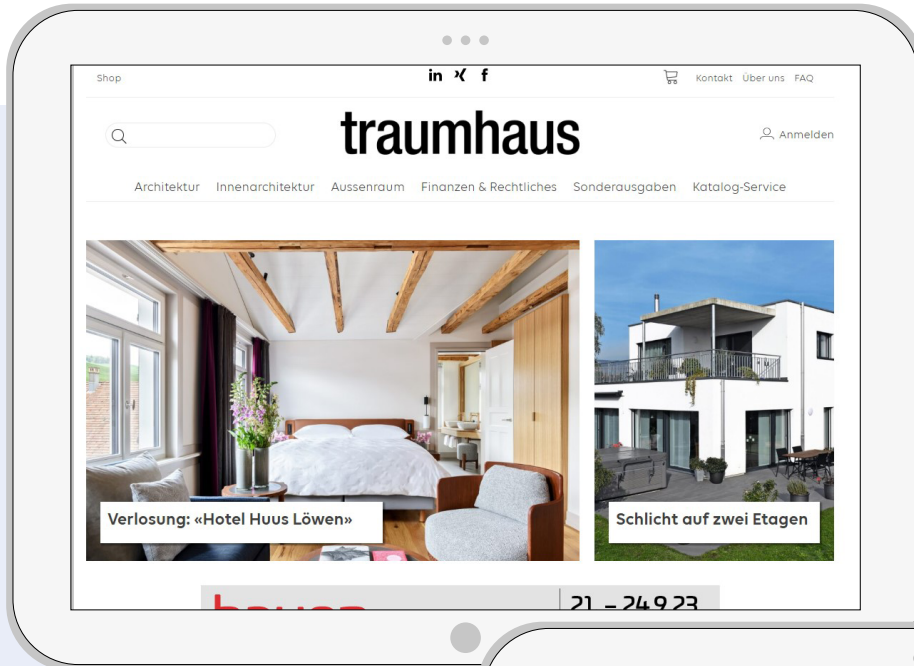 Shop
in f
Kontakt Über uns FAQ
traumhaus
Anmelden
Architektur Innenarchitektur Aussenraum Finanzen & Rechtliches Sonderausgaben Katalog-Service
Verlosung: «Hotel Huus Löwen»
Schlicht auf zwei Etagen
21. – 24.9.23